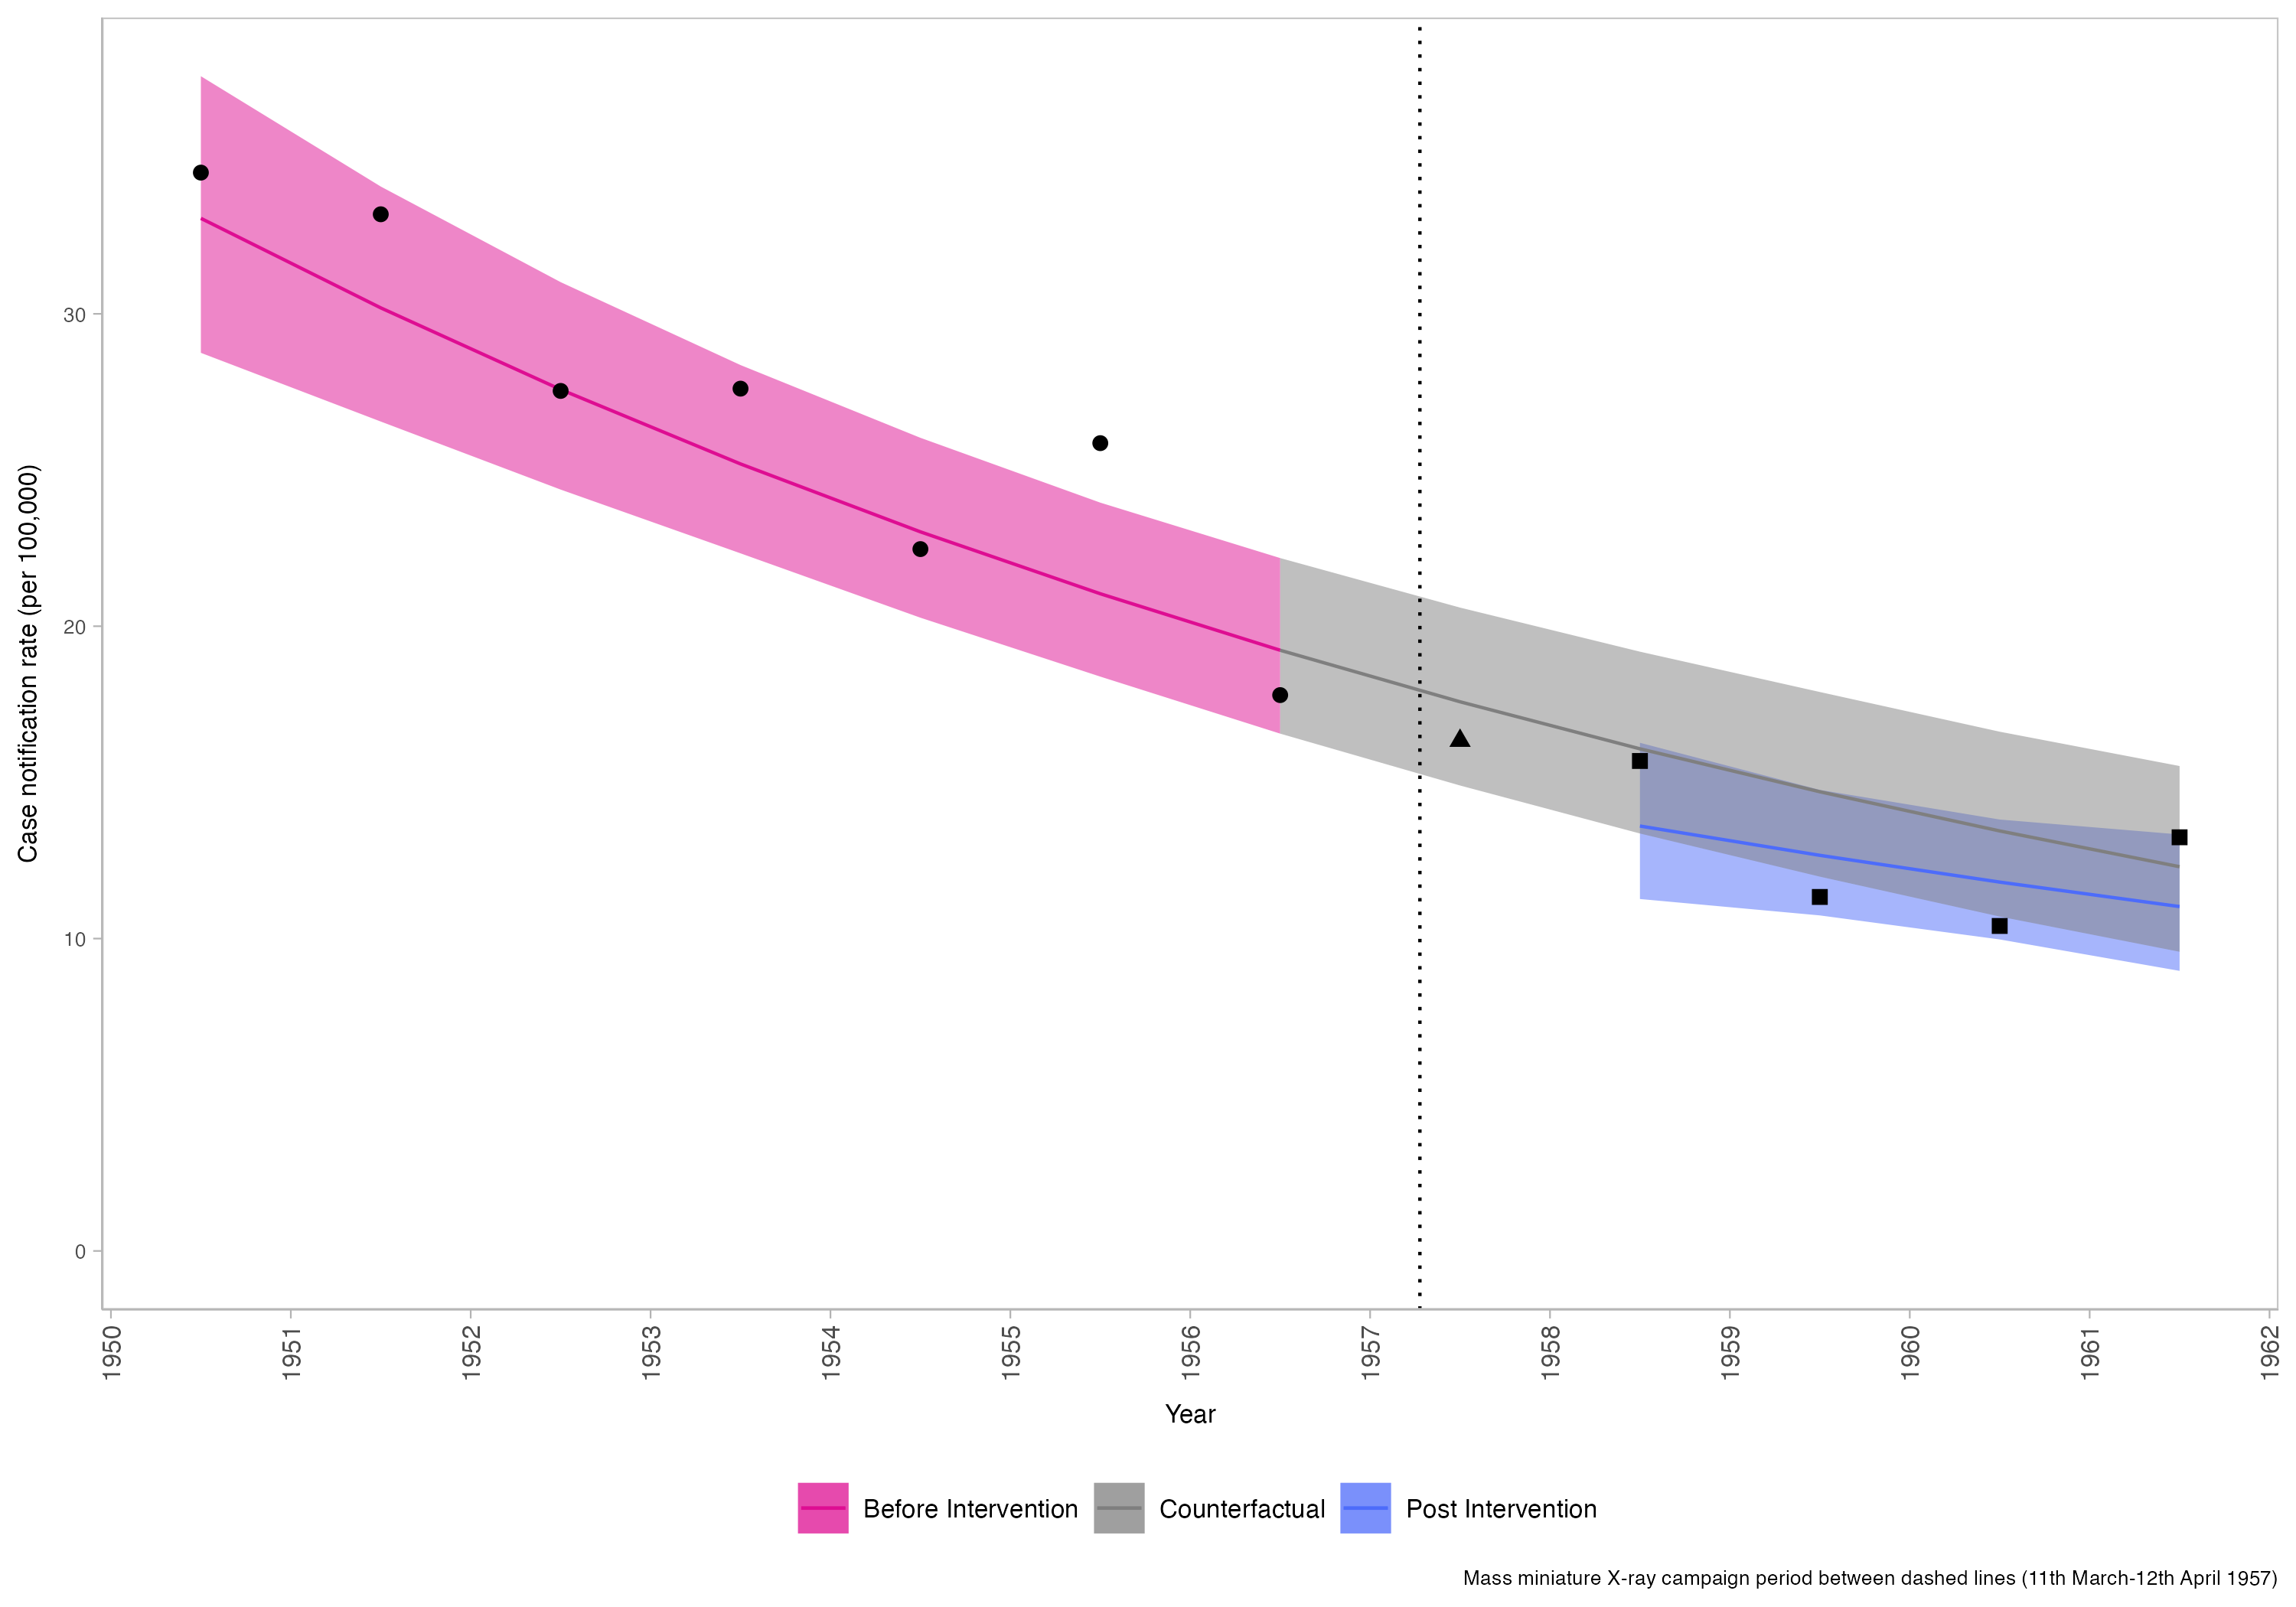 Case notification rate (per 100,000)
30
20
10
0
1950
1951
1952
1953
1954
1955
1956
1957
1958
1959
1960
1961
1962
Year
Before Intervention
Counterfactual
Post Intervention
Mass miniature X-ray campaign period between dashed lines (11th March-12th April 1957)